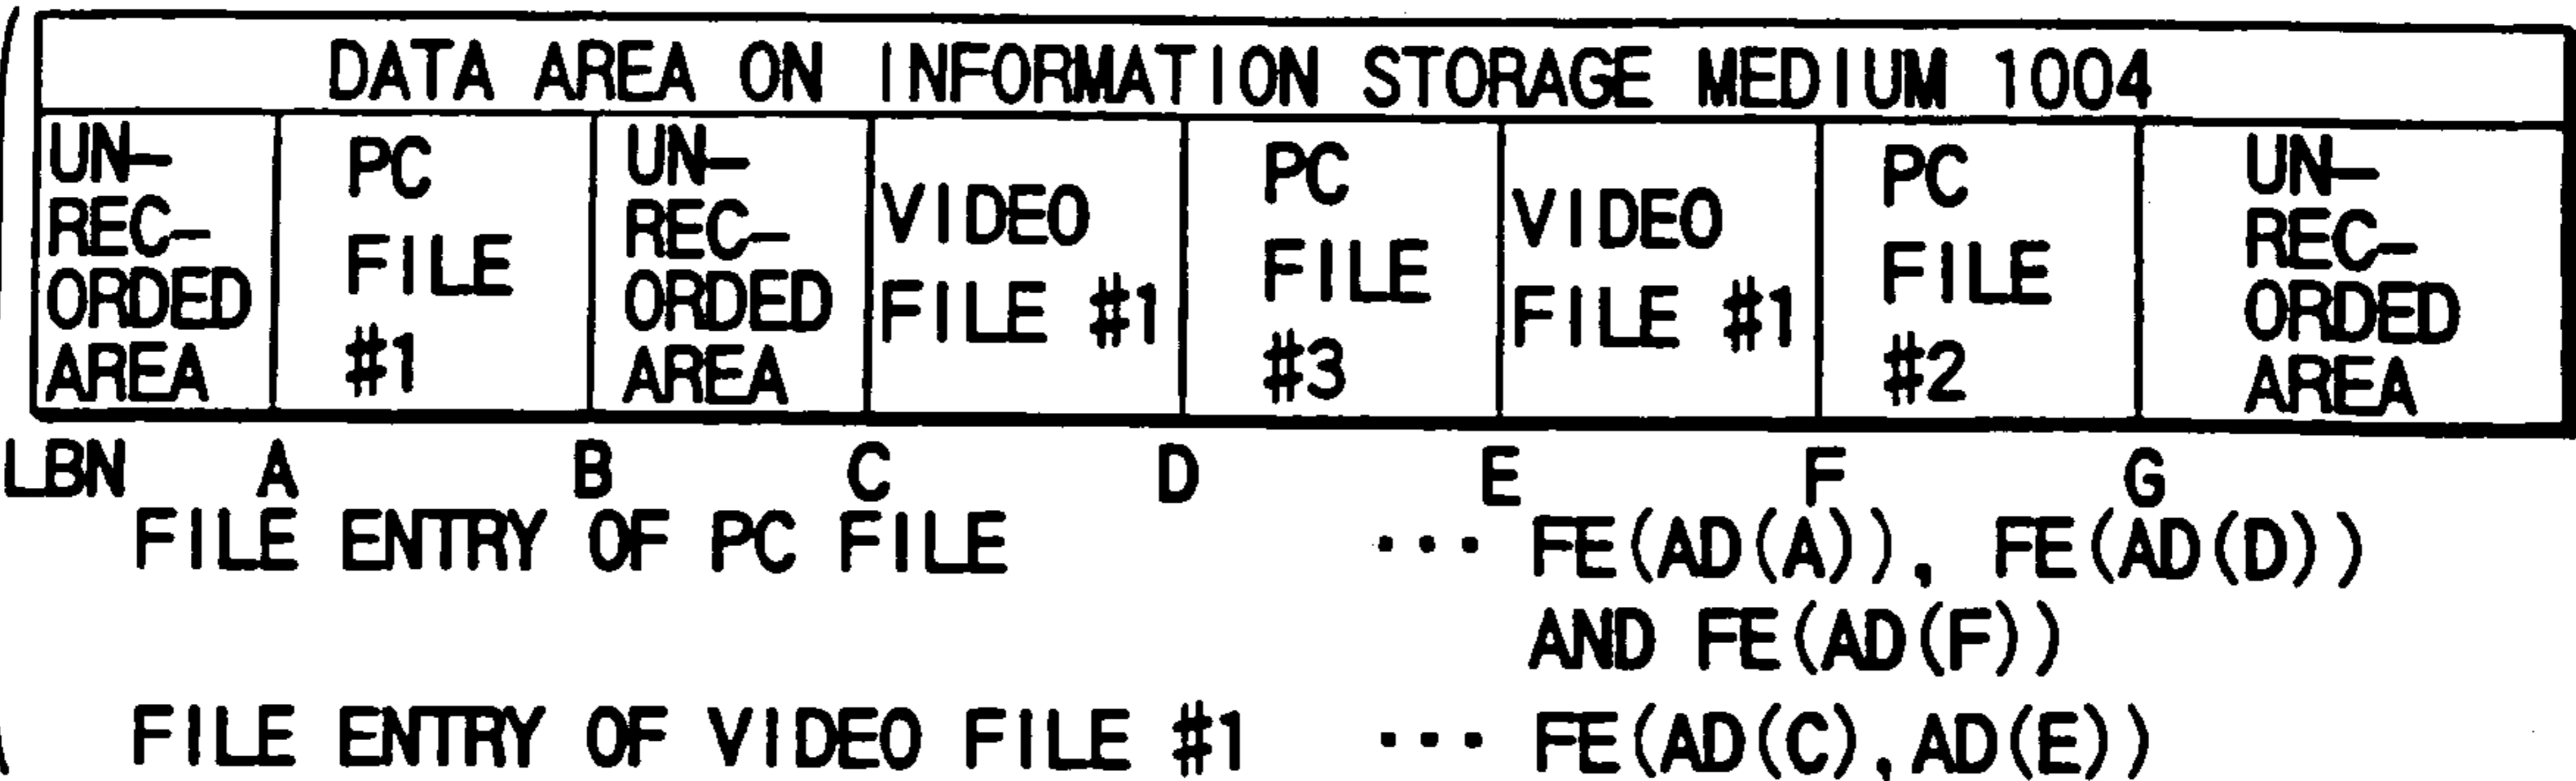 DATA AREA ON INFORMATION STORAGE MEDIUM 1004
UN-
REC-
ORDED
AREA
PC
FILE
#1
UN-
REC-
ORDED
AREA
VIDEO
FILE #1
PC
FILE
#3
VIDEO
FILE #1
PC
FILE
#2
UN-
REC-
ORDED
AREA
LBN A B C D E F G
FILE ENTRY OF PC FILE ··· FE(AD(A)), FE(AD(D))
AND FE(AD(F))
FILE ENTRY OF VIDEO FILE #1 ··· FE(AD(C), AD(E))